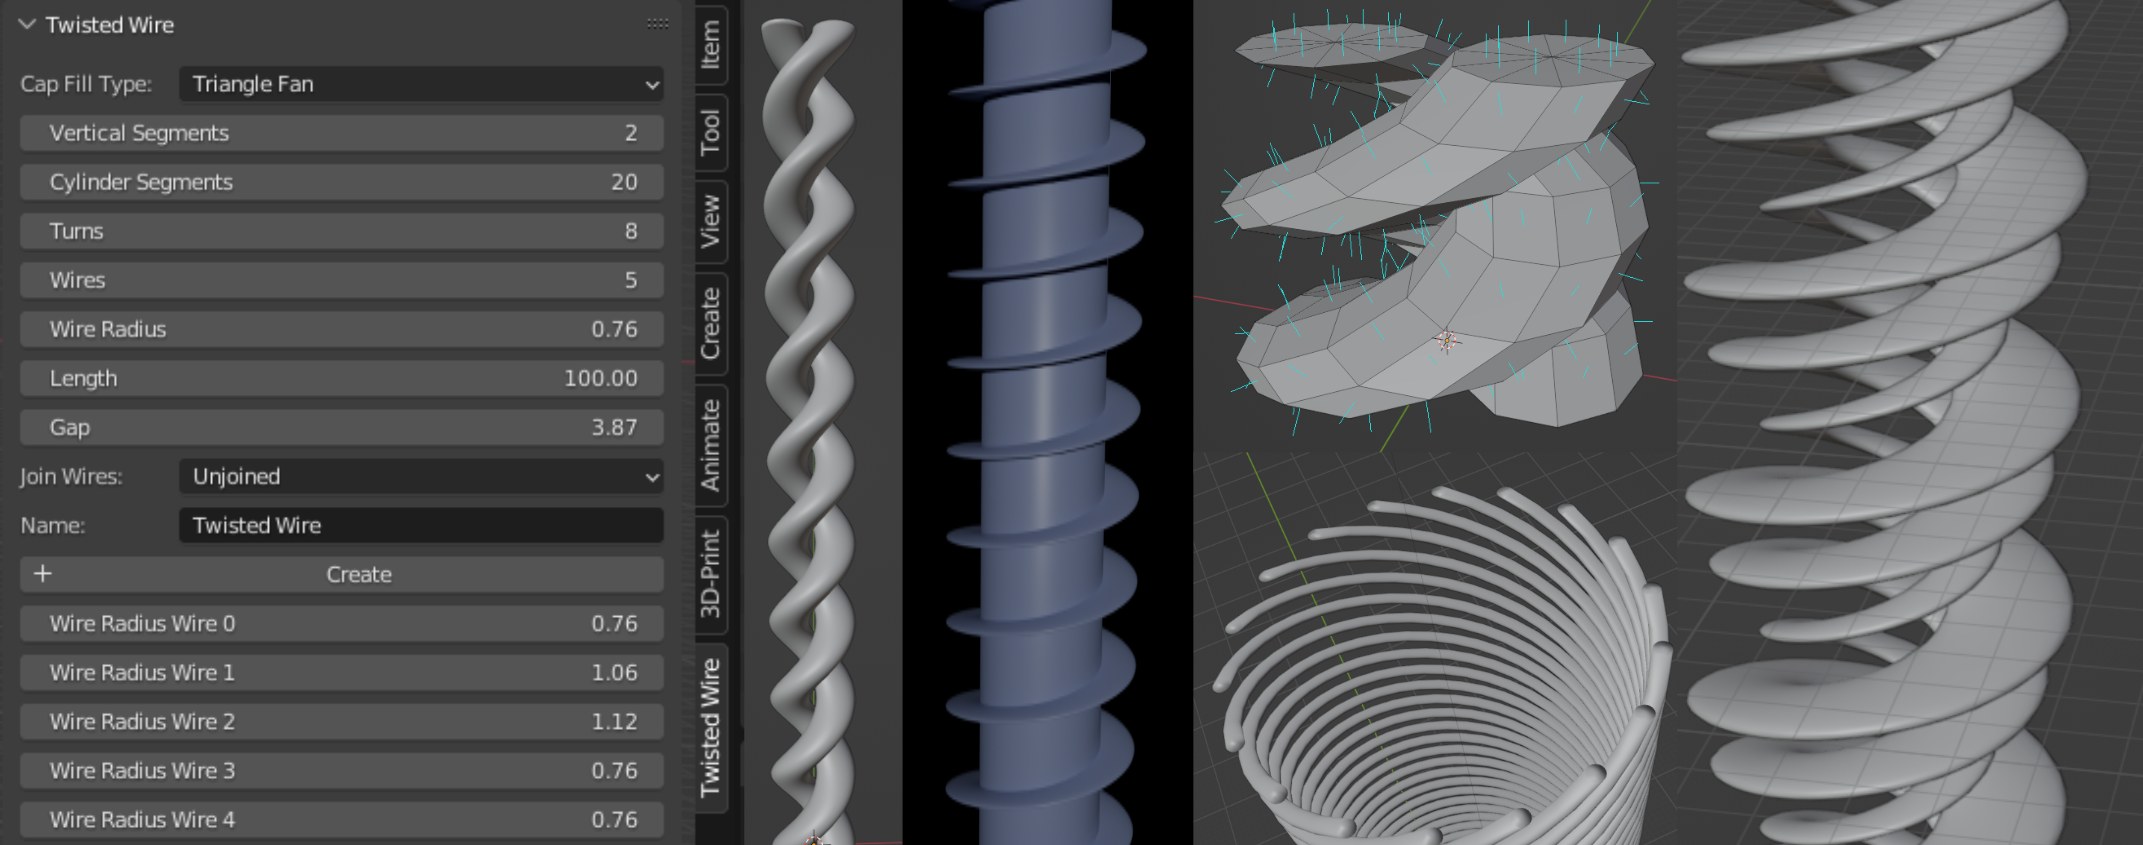 Twisted Wire
Cap Fill Type: Triangle Fan
Vertical Segments 2
Cylinder Segments 20
Turns 8
Wires 5
Wire Radius 0.76
Length 100.00
Gap 3.87
Join Wires: Unjoined
Name: Twisted Wire
+ Create
Wire Radius Wire 0 0.76
Wire Radius Wire 1 1.06
Wire Radius Wire 2 1.12
Wire Radius Wire 3 0.76
Wire Radius Wire 4 0.76
Item
Tool
View
Create
Animate
3D-Print
Twisted Wire